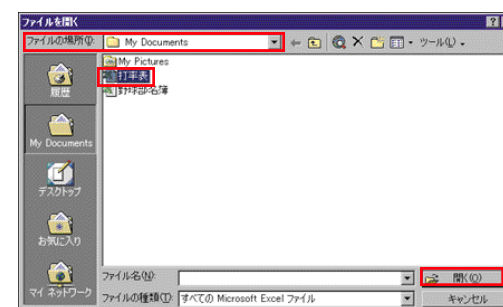 ファイルを開く
ファイルの場所(I):
My Documents
ツール(L)
My Pictures
打率表
野球部名簿
履歴
My Documents
デスクトップ
お気に入り
マイ ネットワーク
ファイル名(N):
開く(O)
ファイルの種類(T):
すべての Microsoft Excel ファイル
キャンセル